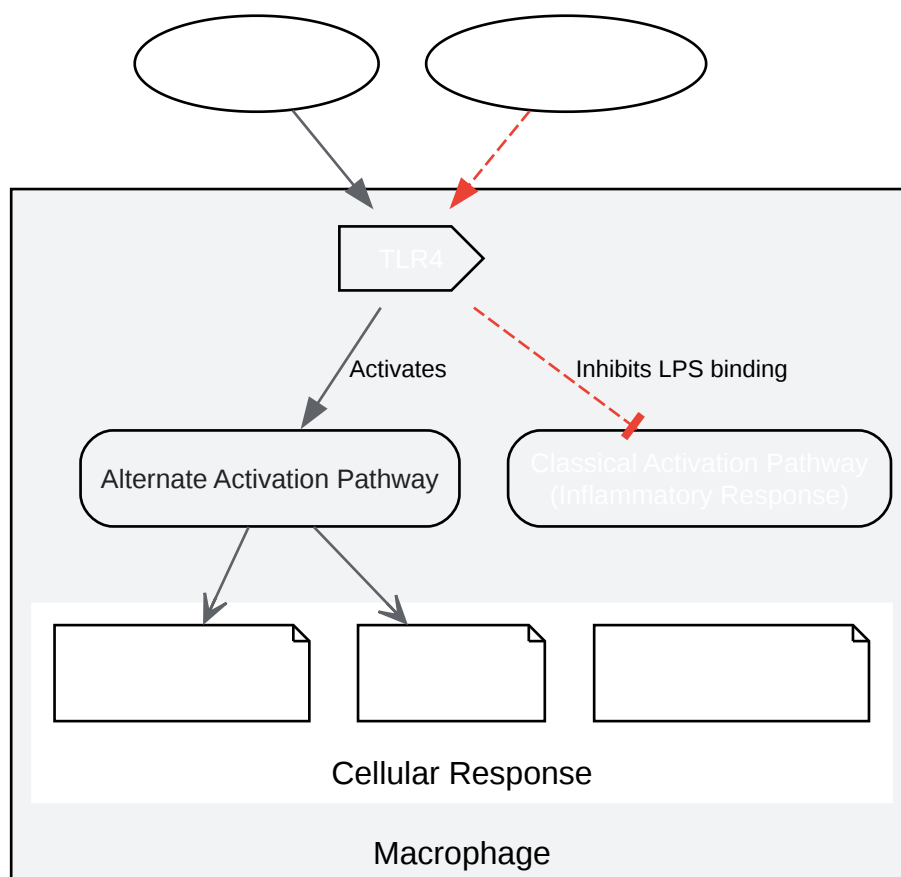 TLR4
Activates
Inhibits LPS binding
Alternate Activation Pathway
Classical Activation Pathway
(Inflammatory Response)
Cellular Response
Macrophage